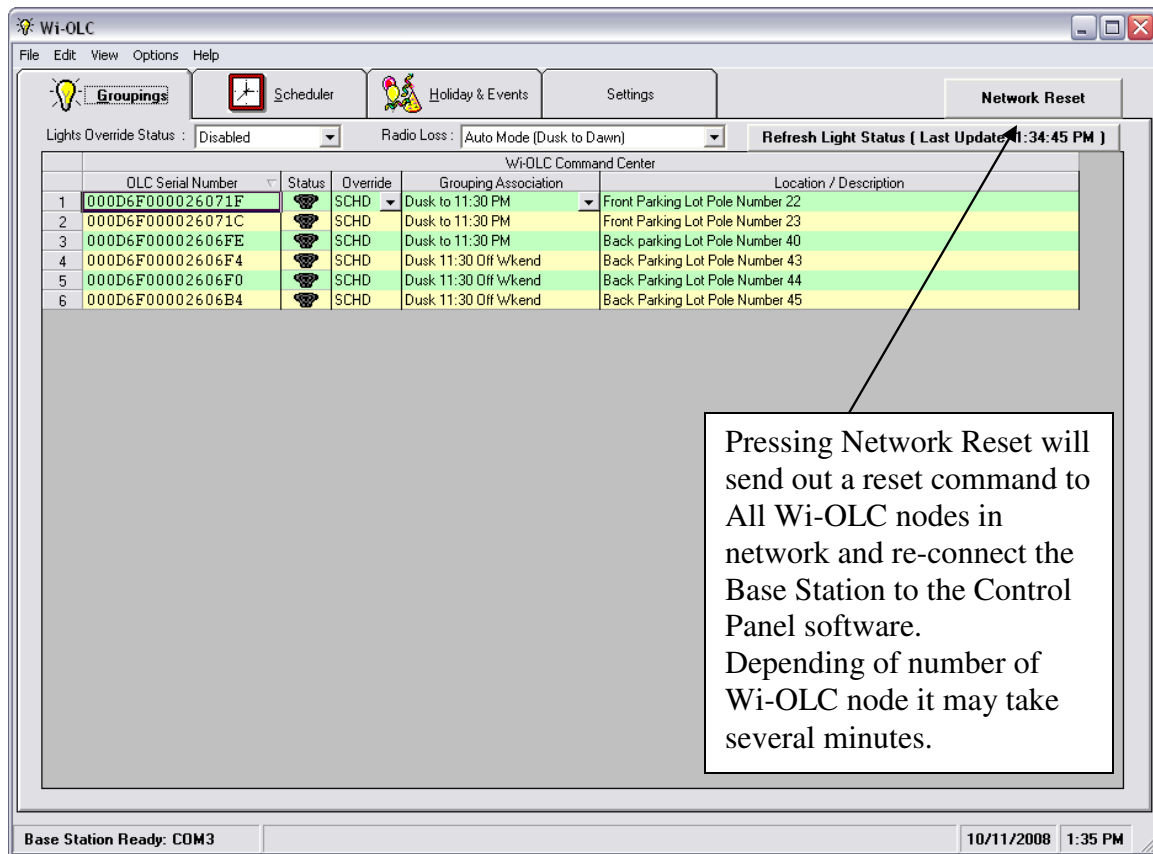 Wi-OLC
File Edit View Options Help
Groupings Scheduler Holiday & Events Settings Network Reset
Lights Override Status : Disabled Radio Loss : Auto Mode (Dusk to Dawn) Refresh Light Status ( Last Update 1:34:45 PM )
Wi-OLC Command Center
OLC Serial Number Status Override Grouping Association Location / Description
1 000D6F000026071F SCHD Dusk to 11:30 PM Front Parking Lot Pole Number 22
2 000D6F000026071C SCHD Dusk to 11:30 PM Front Parking Lot Pole Number 23
3 000D6F00002606FE SCHD Dusk to 11:30 PM Back parking Lot Pole Number 40
4 000D6F00002606F4 SCHD Dusk 11:30 Off Wkend Back Parking Lot Pole Number 43
5 000D6F00002606F0 SCHD Dusk 11:30 Off Wkend Back Parking Lot Pole Number 44
6 000D6F00002606B4 SCHD Dusk 11:30 Off Wkend Back Parking Lot Pole Number 45
Pressing Network Reset will
send out a reset command to
All Wi-OLC nodes in
network and re-connect the
Base Station to the Control
Panel software.
Depending of number of
Wi-OLC node it may take
several minutes.
Base Station Ready: COM3 10/11/2008 1:35 PM